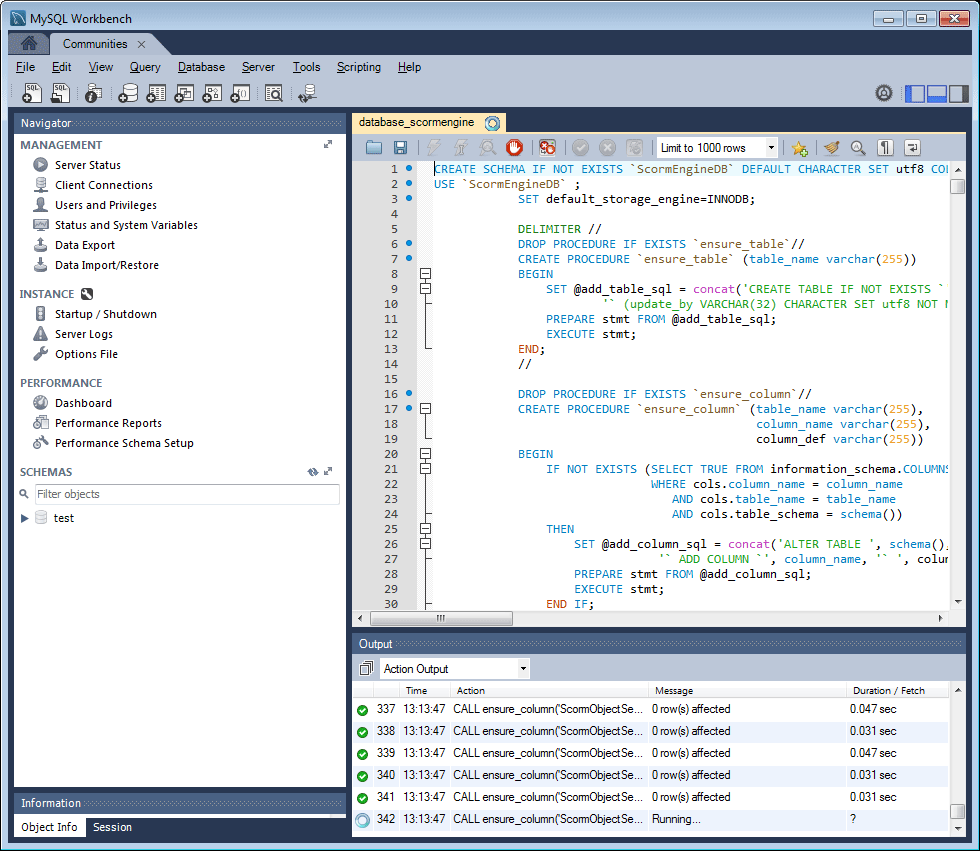 MySQL Workbench
Communities
File Edit View Query Database Server Tools Scripting Help
Navigator
MANAGEMENT
Server Status
Client Connections
Users and Privileges
Status and System Variables
Data Export
Data Import/Restore
INSTANCE
Startup / Shutdown
Server Logs
Options File
PERFORMANCE
Dashboard
Performance Reports
Performance Schema Setup
SCHEMAS
Filter objects
test
Information
Object Info Session
database_scormengine
Limit to 1000 rows
1 CREATE SCHEMA IF NOT EXISTS `ScormEngineDB` DEFAULT CHARACTER SET utf8 COL
2 USE `ScormEngineDB` ;
3 SET default_storage_engine=INNODB;
4
5 DELIMITER //
6 DROP PROCEDURE IF EXISTS `ensure_table`//
7 CREATE PROCEDURE `ensure_table` (table_name varchar(255))
8 BEGIN
9 SET @add_table_sql = concat('CREATE TABLE IF NOT EXISTS `
10 '` (update_by VARCHAR(32) CHARACTER SET utf8 NOT N
11 PREPARE stmt FROM @add_table_sql;
12 EXECUTE stmt;
13 END;
14 //
15
16 DROP PROCEDURE IF EXISTS `ensure_column`//
17 CREATE PROCEDURE `ensure_column` (table_name varchar(255),
18 column_name varchar(255),
19 column_def varchar(255))
20 BEGIN
21 IF NOT EXISTS (SELECT TRUE FROM information_schema.COLUMNS
22 WHERE cols.column_name = column_name
23 AND cols.table_name = table_name
24 AND cols.table_schema = schema())
25 THEN
26 SET @add_column_sql = concat('ALTER TABLE ', schema(),
27 '` ADD COLUMN `', column_name, '` ', colum
28 PREPARE stmt FROM @add_column_sql;
29 EXECUTE stmt;
30 END IF;
Output
Action Output
Time Action Message Duration / Fetch
337 13:13:47 CALL ensure_column('ScormObjectSe... 0 row(s) affected 0.047 sec
338 13:13:47 CALL ensure_column('ScormObjectSe... 0 row(s) affected 0.031 sec
339 13:13:47 CALL ensure_column('ScormObjectSe... 0 row(s) affected 0.047 sec
340 13:13:47 CALL ensure_column('ScormObjectSe... 0 row(s) affected 0.031 sec
341 13:13:47 CALL ensure_column('ScormObjectSe... 0 row(s) affected 0.031 sec
342 13:13:47 CALL ensure_column('ScormObjectSe... Running... ?